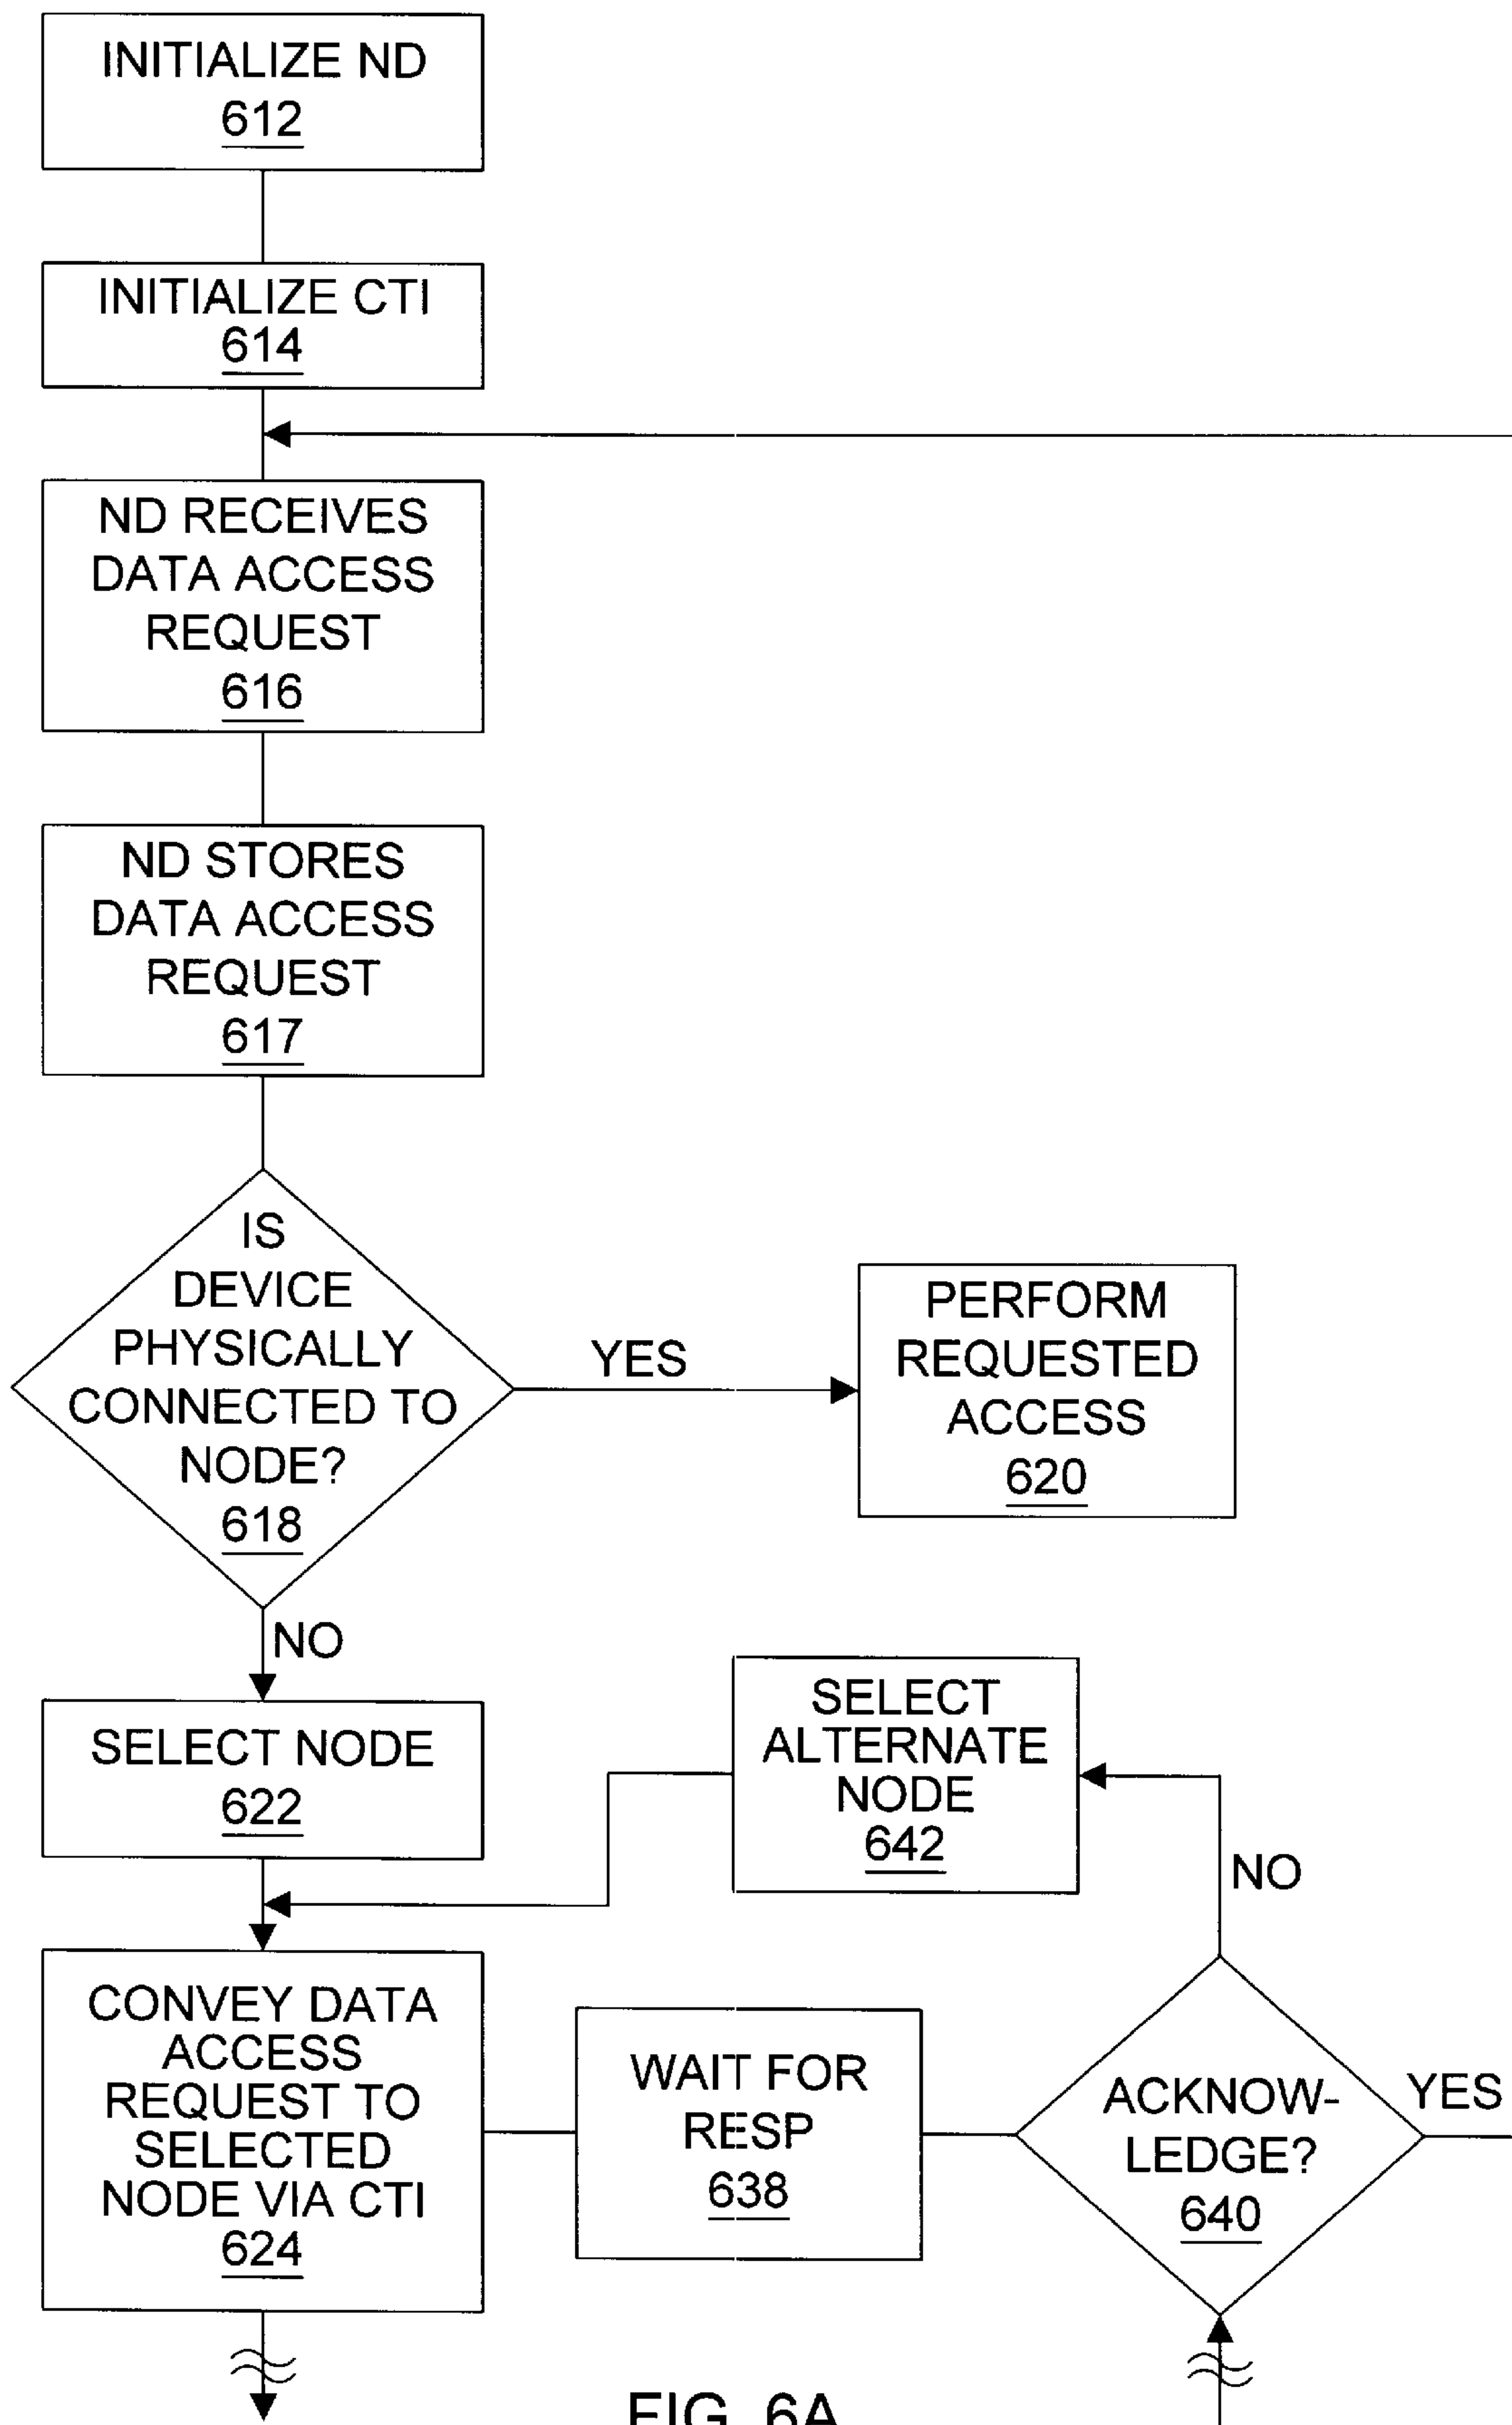 INITIALIZE ND
612
INITIALIZE CTI
614
ND RECEIVES
DATA ACCESS
REQUEST
616
ND STORES
DATA ACCESS
REQUEST
617
IS
DEVICE
PHYSICALLY
CONNECTED TO
NODE?
618
YES
PERFORM
REQUESTED
ACCESS
620
NO
SELECT NODE
622
SELECT
ALTERNATE
NODE
642
NO
CONVEY DATA
ACCESS
REQUEST TO
SELECTED
NODE VIA CTI
624
WAIT FOR
RESP
638
ACKNOW-
LEDGE?
640
YES
FIG. 6A